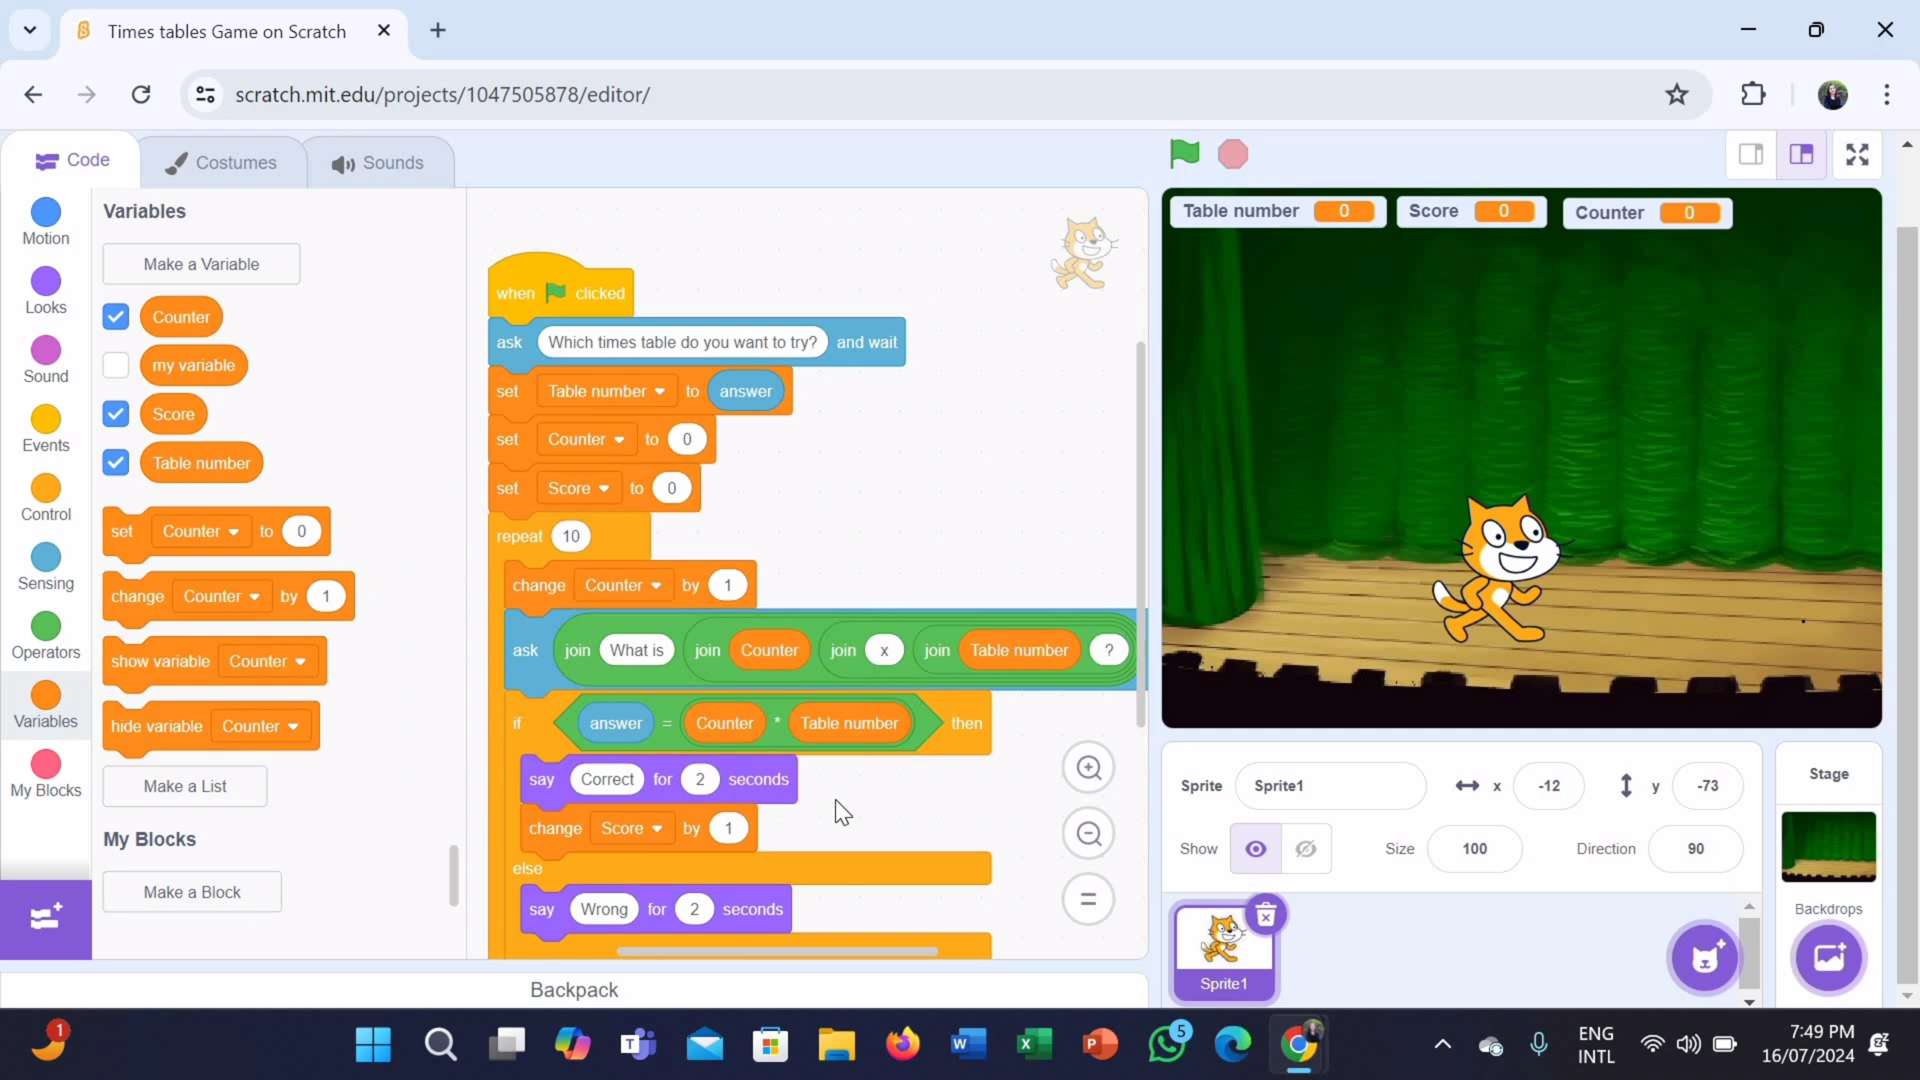 Times tables Game on Scratch
scratch.mit.edu/projects/1047505878/editor/
Code
Costumes
Sounds
Motion
Looks
Sound
Events
Control
Sensing
Operators
Variables
My Blocks
Variables
Make a Variable
Counter
my variable
Score
Table number
set Counter to 0
change Counter by 1
show variable Counter
hide variable Counter
Make a List
My Blocks
Make a Block
when clicked
ask Which times table do you want to try? and wait
set Table number to answer
set Counter to 0
set Score to 0
repeat 10
change Counter by 1
ask join What is join Counter join x join Table number ?
if answer = Counter * Table number then
say Correct for 2 seconds
change Score by 1
else
say Wrong for 2 seconds
Backpack
Table number 0 Score 0 Counter 0
Sprite Sprite1 x -12 y -73
Show Size 100 Direction 90
Sprite1
Stage
Backdrops
1
5
ENG
INTL
7:49 PM
16/07/2024